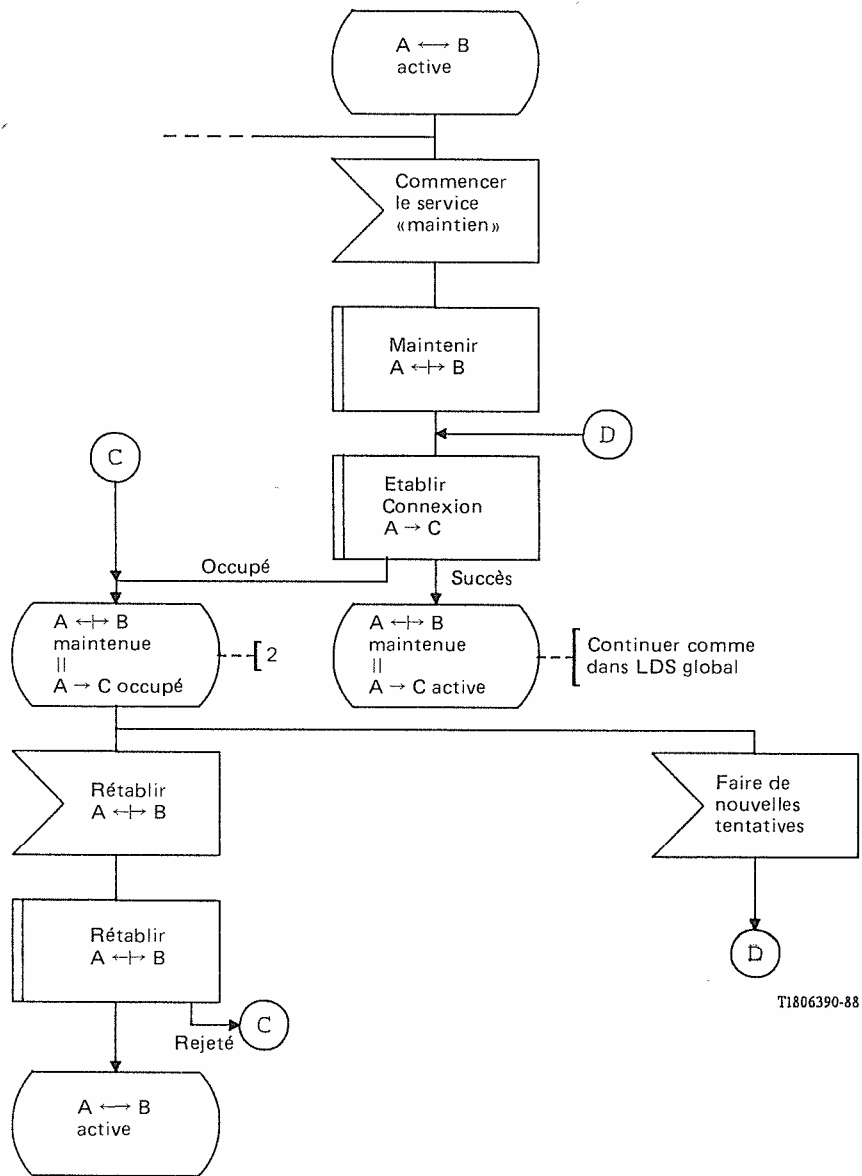 A ←→ B
active
Commencer
le service
«maintien»
Maintenir
A ←|→ B
D
C
Etablir
Connexion
A → C
Occupé
Succès
A ←|→ B
maintenue
||
A → C occupé
2
A ←|→ B
maintenue
||
A → C active
Continuer comme
dans LDS global
Rétablir
A ←|→ B
Faire de
nouvelles
tentatives
Rétablir
A ←|→ B
D
T1806390-88
Rejeté
C
A ←→ B
active